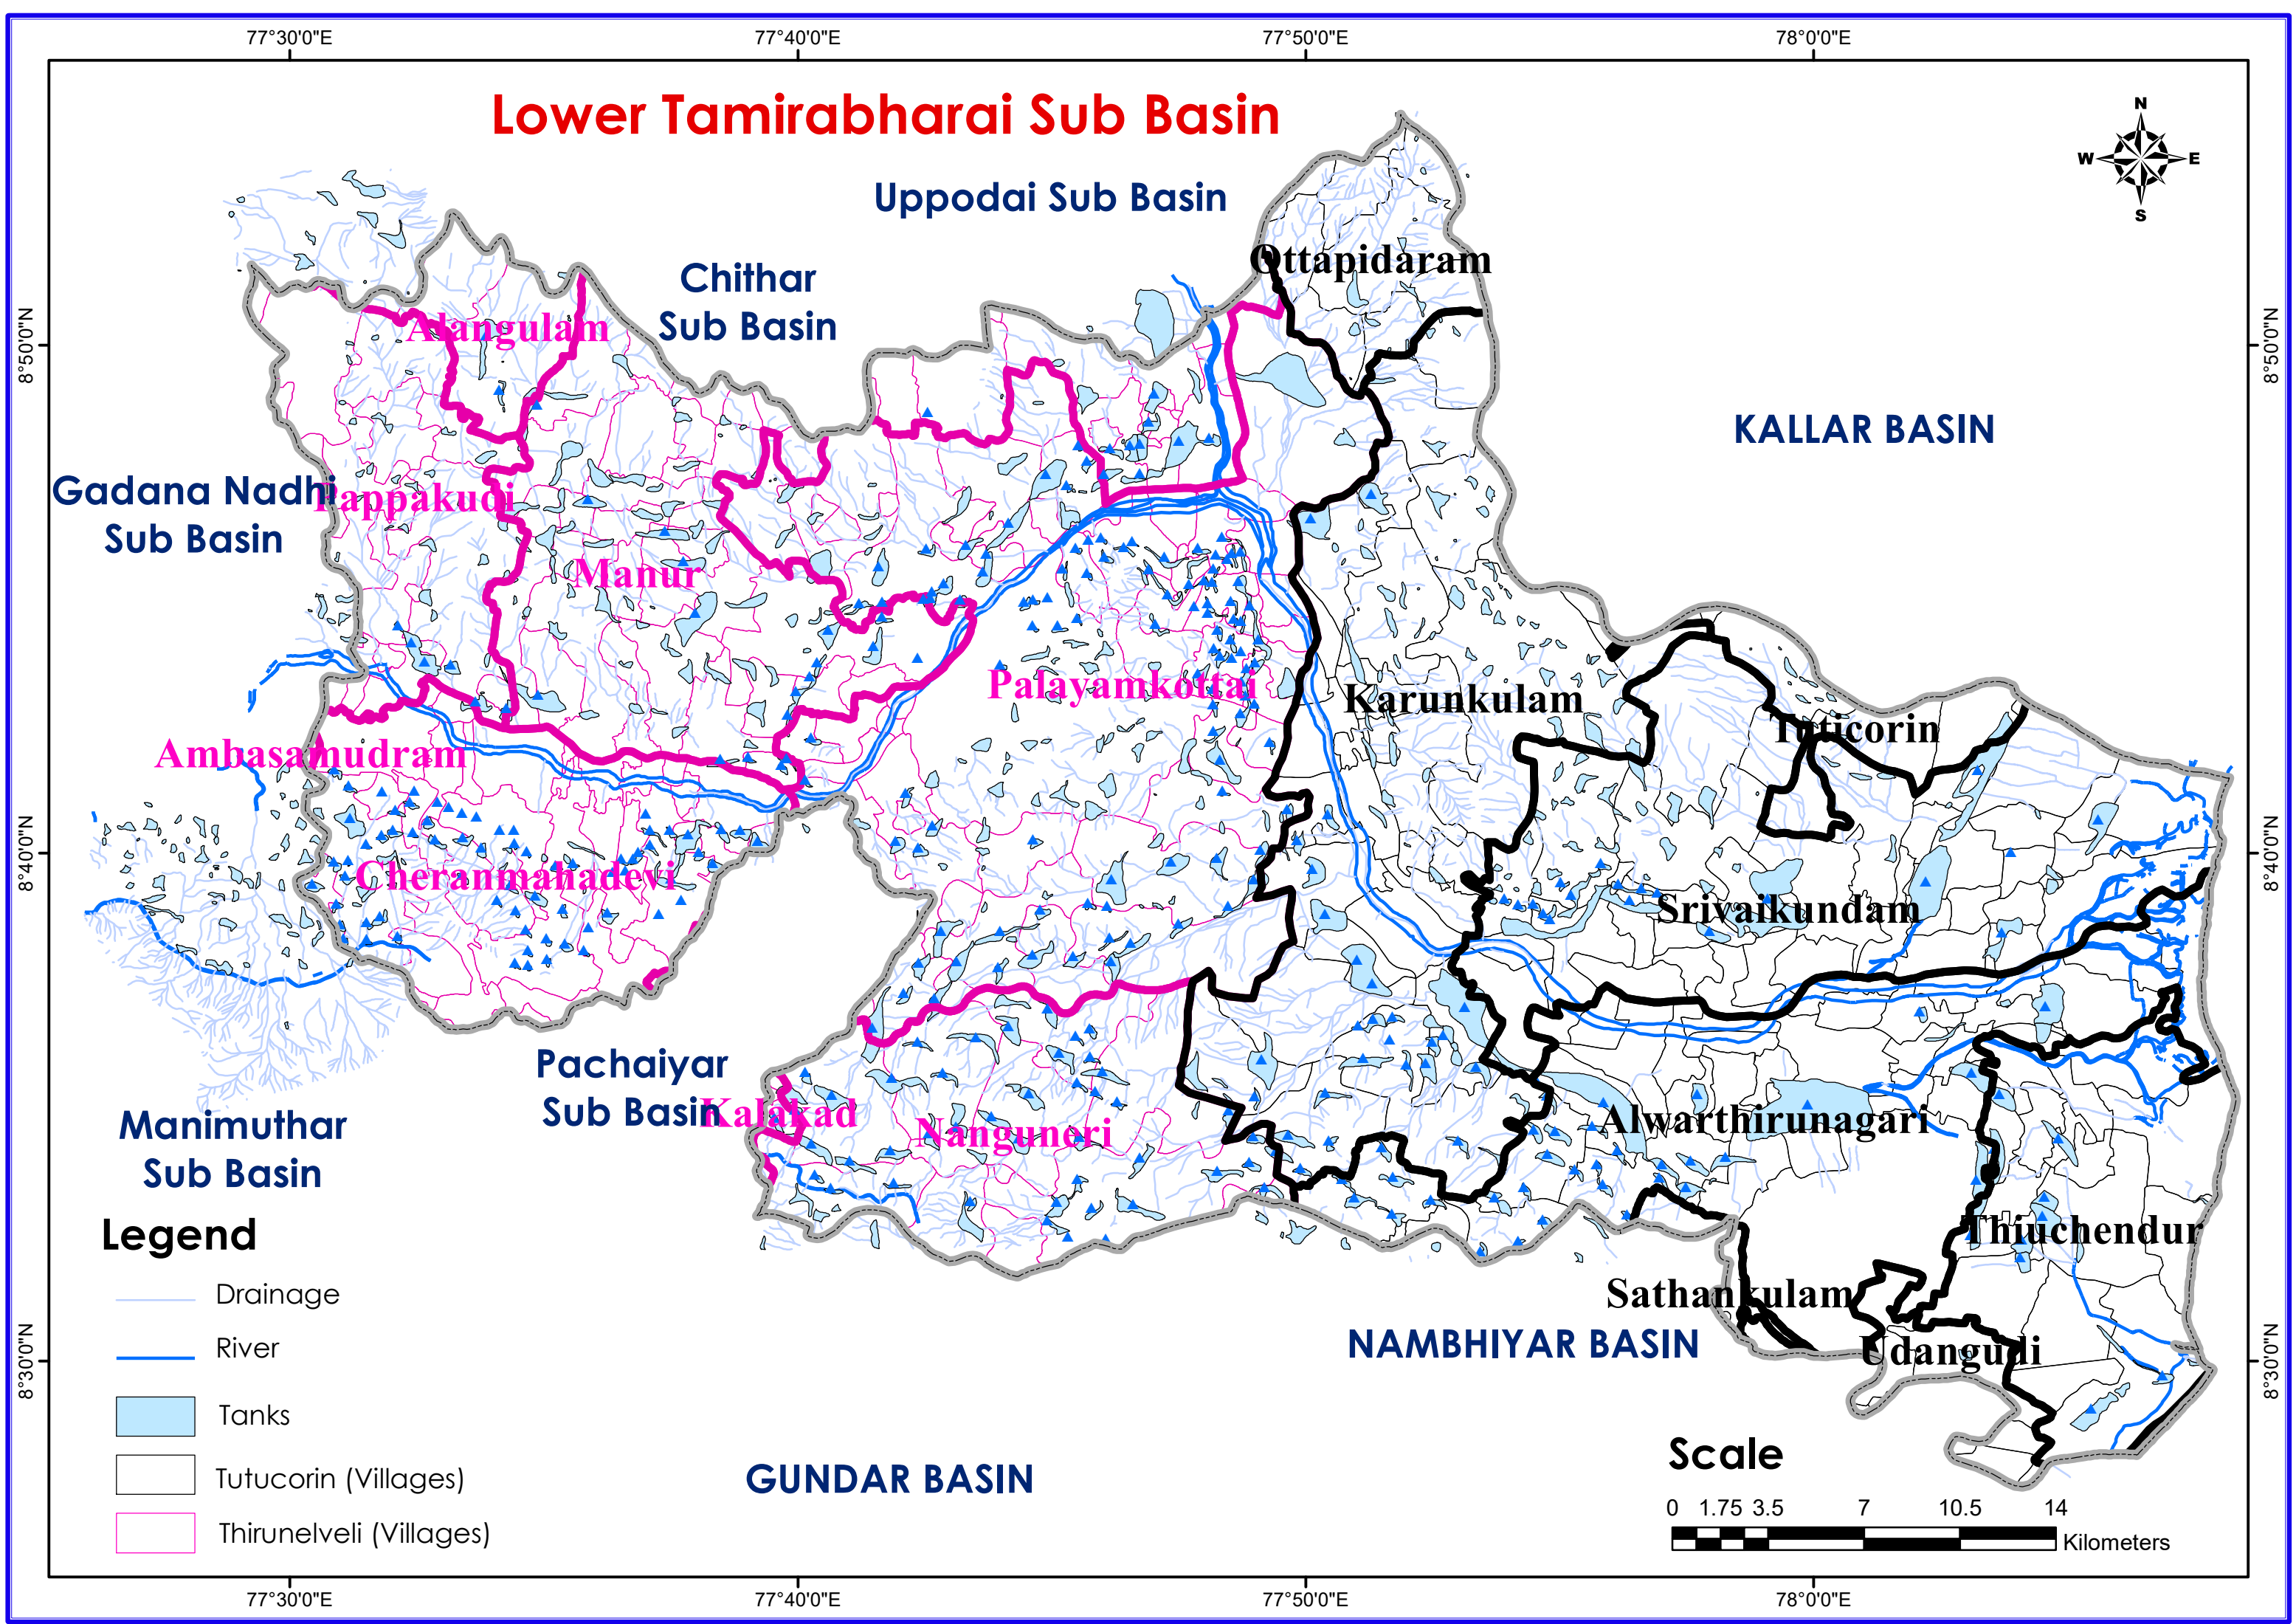 77°30'0"E
77°40'0"E
77°50'0"E
78°0'0"E
Lower Tamirabharai Sub Basin
N
W
E
S
Uppodai Sub Basin
Ottapidaram
Chithar
Sub Basin
Alangulam
8°50'0"N
8°50'0"N
KALLAR BASIN
Gadana Nadhi
Sub Basin
Pappakudi
Manur
Palayamkottai
Karunkulam
Tuticorin
Ambasamudram
8°40'0"N
8°40'0"N
Cheranmahadevi
Srivaikundam
Pachaiyar
Sub Basin
Kalakad
Nanguneri
Alwarthirunagari
Manimuthar
Sub Basin
Thiuchendur
Sathankulam
NAMBHIYAR BASIN
Udangudi
8°30'0"N
8°30'0"N
Legend
Drainage
River
Tanks
Tutucorin (Villages)
Thirunelveli (Villages)
GUNDAR BASIN
Scale
0 1.75 3.5 7 10.5 14
Kilometers
77°30'0"E
77°40'0"E
77°50'0"E
78°0'0"E